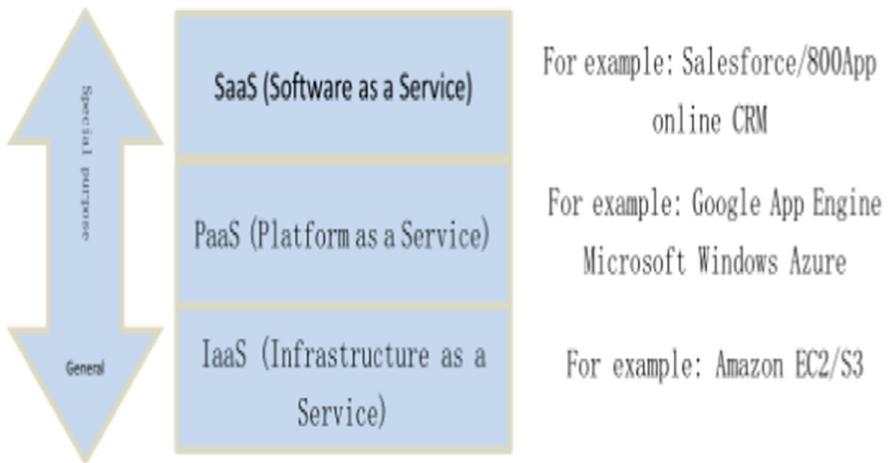 Special purpose
General
SaaS (Software as a Service)
For example: Salesforce/800App
online CRM
PaaS (Platform as a Service)
For example: Google App Engine
Microsoft Windows Azure
IaaS (Infrastructure as a
Service)
For example: Amazon EC2/S3